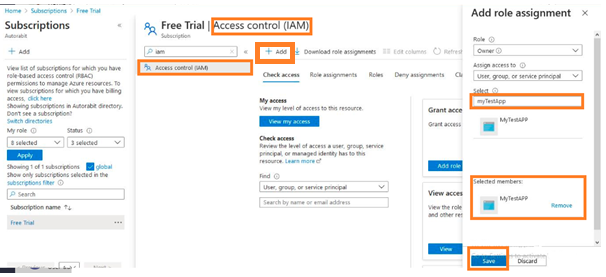 Home > Subscriptions > Free Trial
Subscriptions
Autorabit
+ Add
View list of subscriptions for which you have
role-based access control (RBAC)
permissions to manage Azure resources. To
view subscriptions for which you have billing
access, click here
Showing subscriptions in Autorabit directory.
Don't see a subscription?
Switch directories
My role
Status
8 selected
3 selected
Apply
Showing 1 of 1 subscriptions
global
Show only subscriptions selected in the
subscriptions filter
Search
Subscription name ↑↓
Free Trial
...
Free Trial | Access control (IAM)
Subscription
iam
Access control (IAM)
+ Add
Download role assignments
Edit columns
Refresh
Check access
Role assignments
Roles
Deny assignments
My access
View my level of access to this resource.
View my access
Check access
Review the level of access a user, group, service
principal, or managed identity has to this
resource. Learn more
Find
User, group, or service principal
Search by name or email address
Grant access
Add role
View access
View the role
and other
View
Add role assignment
Role
Owner
Assign access to
User, group, or service principal
Select
myTestApp
MyTestAPP
Selected members:
MyTestAPP
Remove
Save
Discard